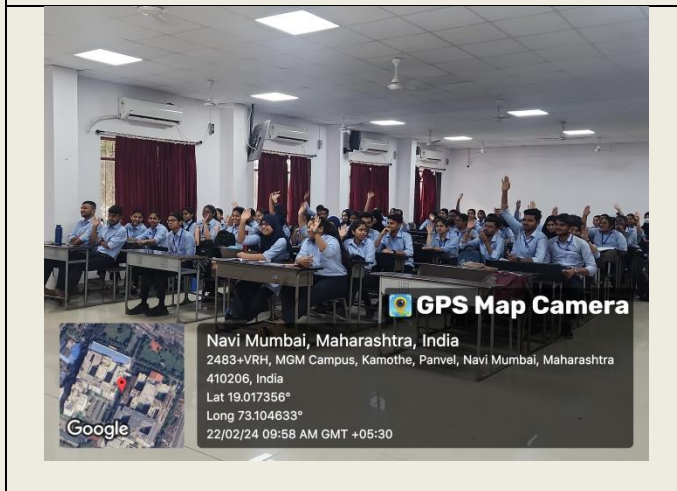 GPS Map Camera
Navi Mumbai, Maharashtra, India
2483+VRH, MGM Campus, Kamothe, Panvel, Navi Mumbai, Maharashtra
410206, India
Lat 19.017356°
Long 73.104633°
22/02/24 09:58 AM GMT +05:30
Google